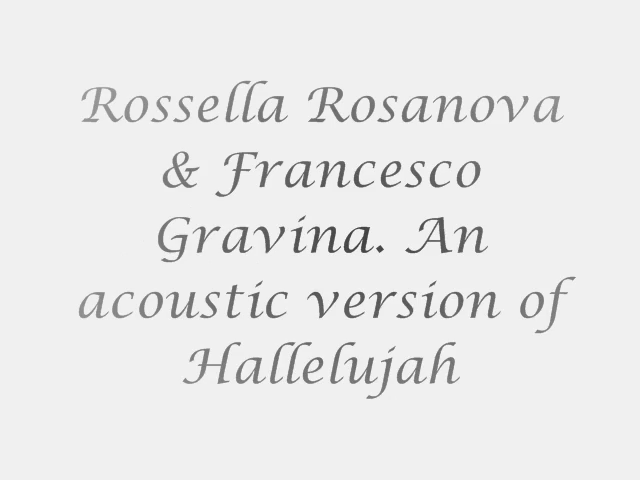 Rossella Rosanova
& Francesco
Gravina. An
acoustic version of
Hallelujah